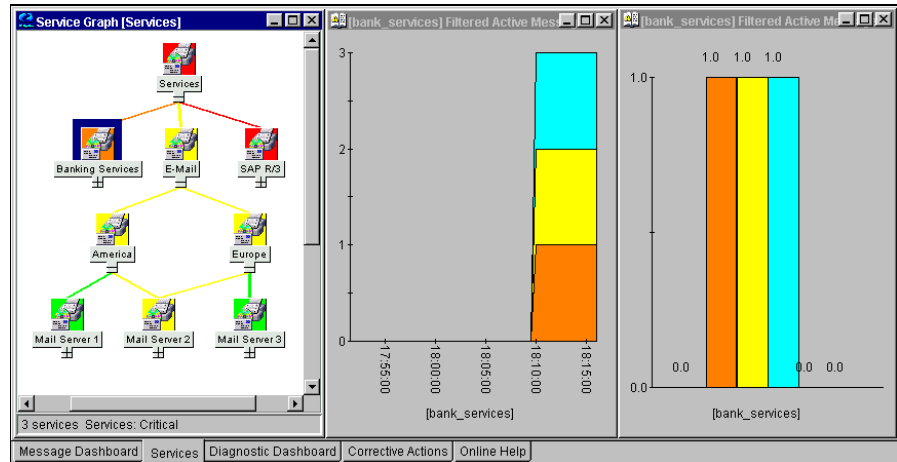 Service Graph [Services]
Services
Banking Services
E-Mail
SAP R/3
America
Europe
Mail Server 1
Mail Server 2
Mail Server 3
3 services Services: Critical
[bank_services] Filtered Active Mes
3
2
1
0
17:55:00
18:00:00
18:05:00
18:10:00
18:15:00
[bank_services]
[bank_services] Filtered Active Me
1.0 1.0 1.0
1.0
0.0 0.0 0.0
0.0
[bank_services]
Message Dashboard Services Diagnostic Dashboard Corrective Actions Online Help